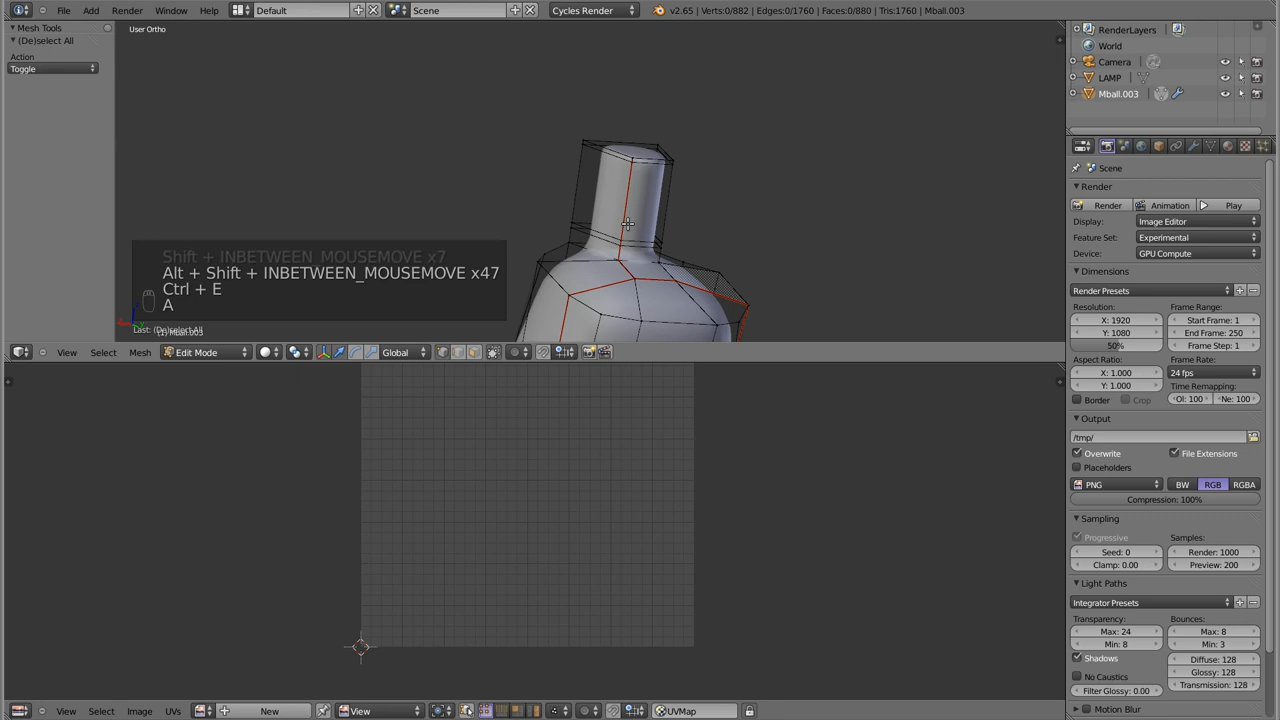 File Add Render Window Help Default Scene Cycles Render v2.65 | Verts:0/882 | Edges:0/1760 | Faces:0/880 | Tris:1760 | Mball.003
Mesh Tools
(De)select All
Action
Toggle
User Ortho
Shift + INBETWEEN_MOUSEMOVE x7
Alt + Shift + INBETWEEN_MOUSEMOVE x47
Ctrl + E
A
Last: (De)select All
(1) Mball.003
View Select Mesh Edit Mode Global
View Select Image UVs New View UVMap
RenderLayers
World
Camera
LAMP
Mball.003
Scene
Render
Render Animation Play
Display: Image Editor
Feature Set: Experimental
Device: GPU Compute
Dimensions
Render Presets
Resolution: Frame Range:
X: 1920 Start Frame: 1
Y: 1080 End Frame: 250
50% Frame Step: 1
Aspect Ratio: Frame Rate:
X: 1.000 24 fps
Y: 1.000 Time Remapping:
Border Crop Ol: 100 Ne: 100
Output
/tmp/
Overwrite File Extensions
Placeholders
PNG BW RGB RGBA
Compression: 100%
Sampling
Progressive Samples:
Seed: 0 Render: 1000
Clamp: 0.00 Preview: 200
Light Paths
Integrator Presets
Transparency: Bounces:
Max: 24 Max: 8
Min: 8 Min: 3
Shadows Diffuse: 128
No Caustics Glossy: 128
Filter Glossy: 0.00 Transmission: 128
Motion Blur